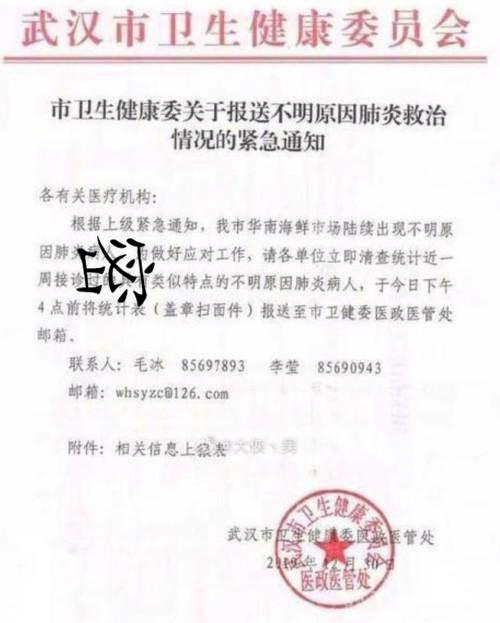 武汉市卫生健康委员会
市卫生健康委关于报送不明原因肺炎救治
情况的紧急通知
各有关医疗机构:
根据上级紧急通知,我市华南海鲜市场陆续出现不明原
因肺炎病人 的做好应对工作,请各单位立即清查统计近一
周接诊过的 有类似特点的不明原因肺炎病人,于今日下午
4点前将统计表(盖章扫面件)报送至市卫健委医政医管处
邮箱。
联系人:毛冰 85697893 李莹 85690943
邮箱:whsyzc@126.com
附件:相关信息上报表
武汉市卫生健康委医政医管处
2019年12月30日
武汉市卫生健康委员会
医政医管处